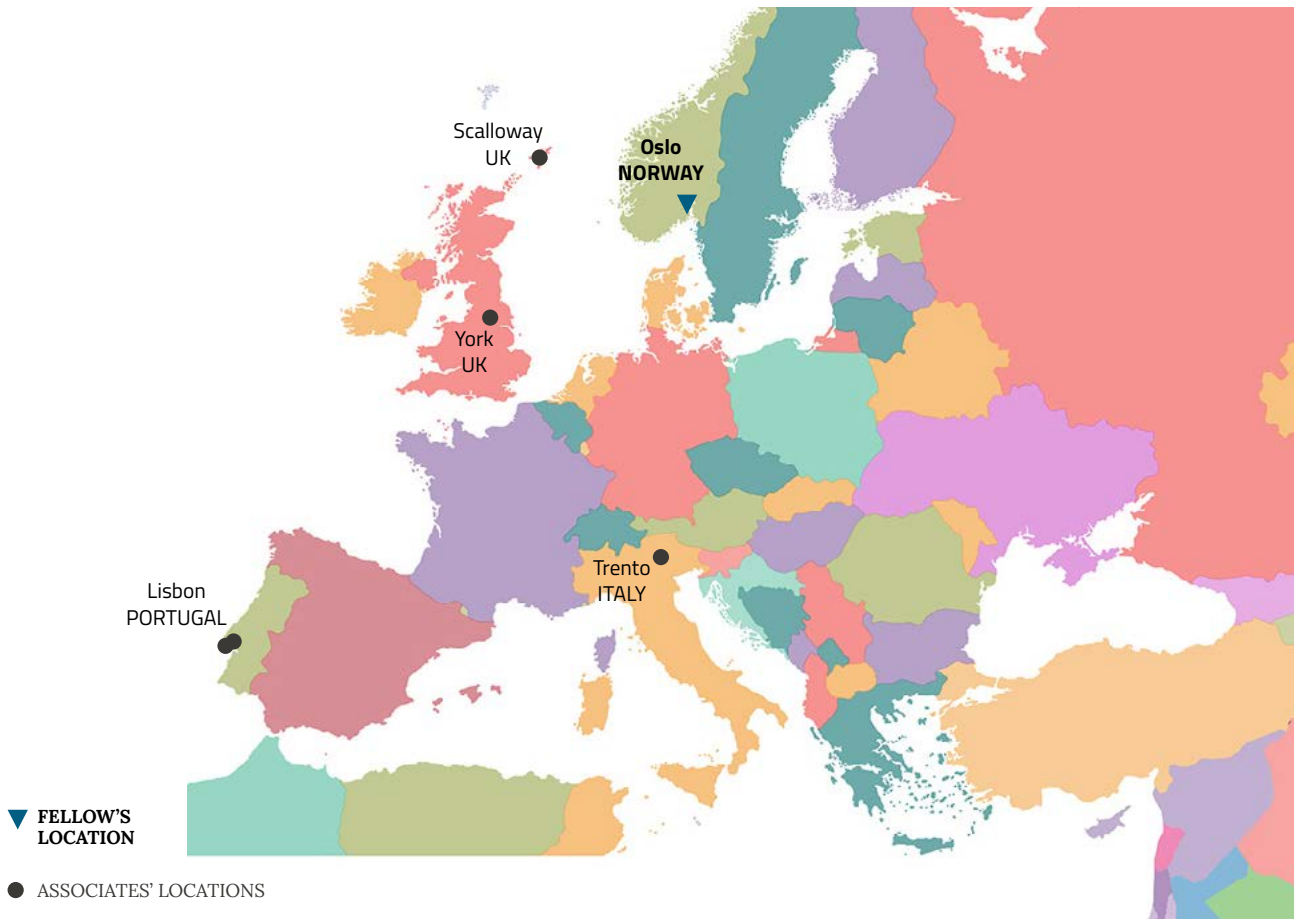 Scalloway
UK
Oslo
NORWAY
York
UK
Trento
ITALY
Lisbon
PORTUGAL
FELLOW'S
LOCATION
ASSOCIATES' LOCATIONS